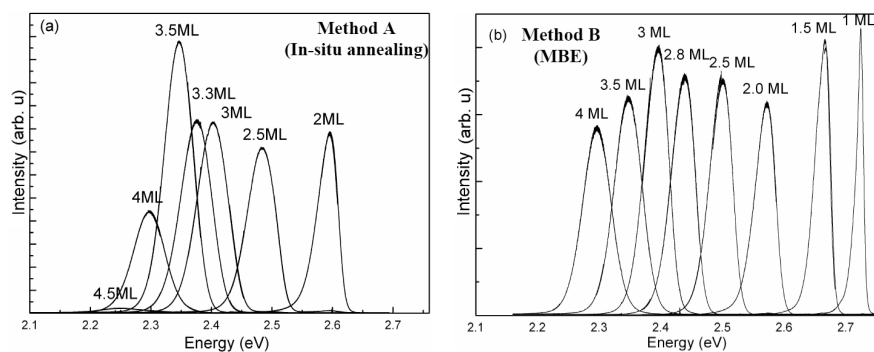 (a)
3.5ML
Method A
(In-situ annealing)
3.3ML
3ML
2.5ML
2ML
4ML
4.5ML
Intensity (arb. u)
2.1 2.2 2.3 2.4 2.5 2.6 2.7
Energy (eV)
(b)
Method B
(MBE)
3 ML
1.5 ML
1 ML
2.8 ML
3.5 ML
2.5 ML
2.0 ML
4 ML
Intensity (arb. u)
2.1 2.2 2.3 2.4 2.5 2.6 2.7
Energy (eV)